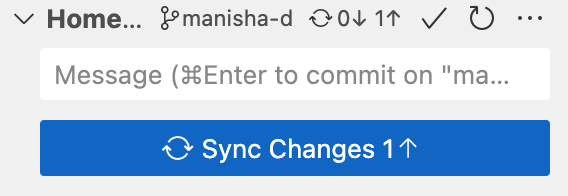 Home... manisha-d 0↓ 1↑ ...
Message (⌘Enter to commit on "ma...
Sync Changes 1↑